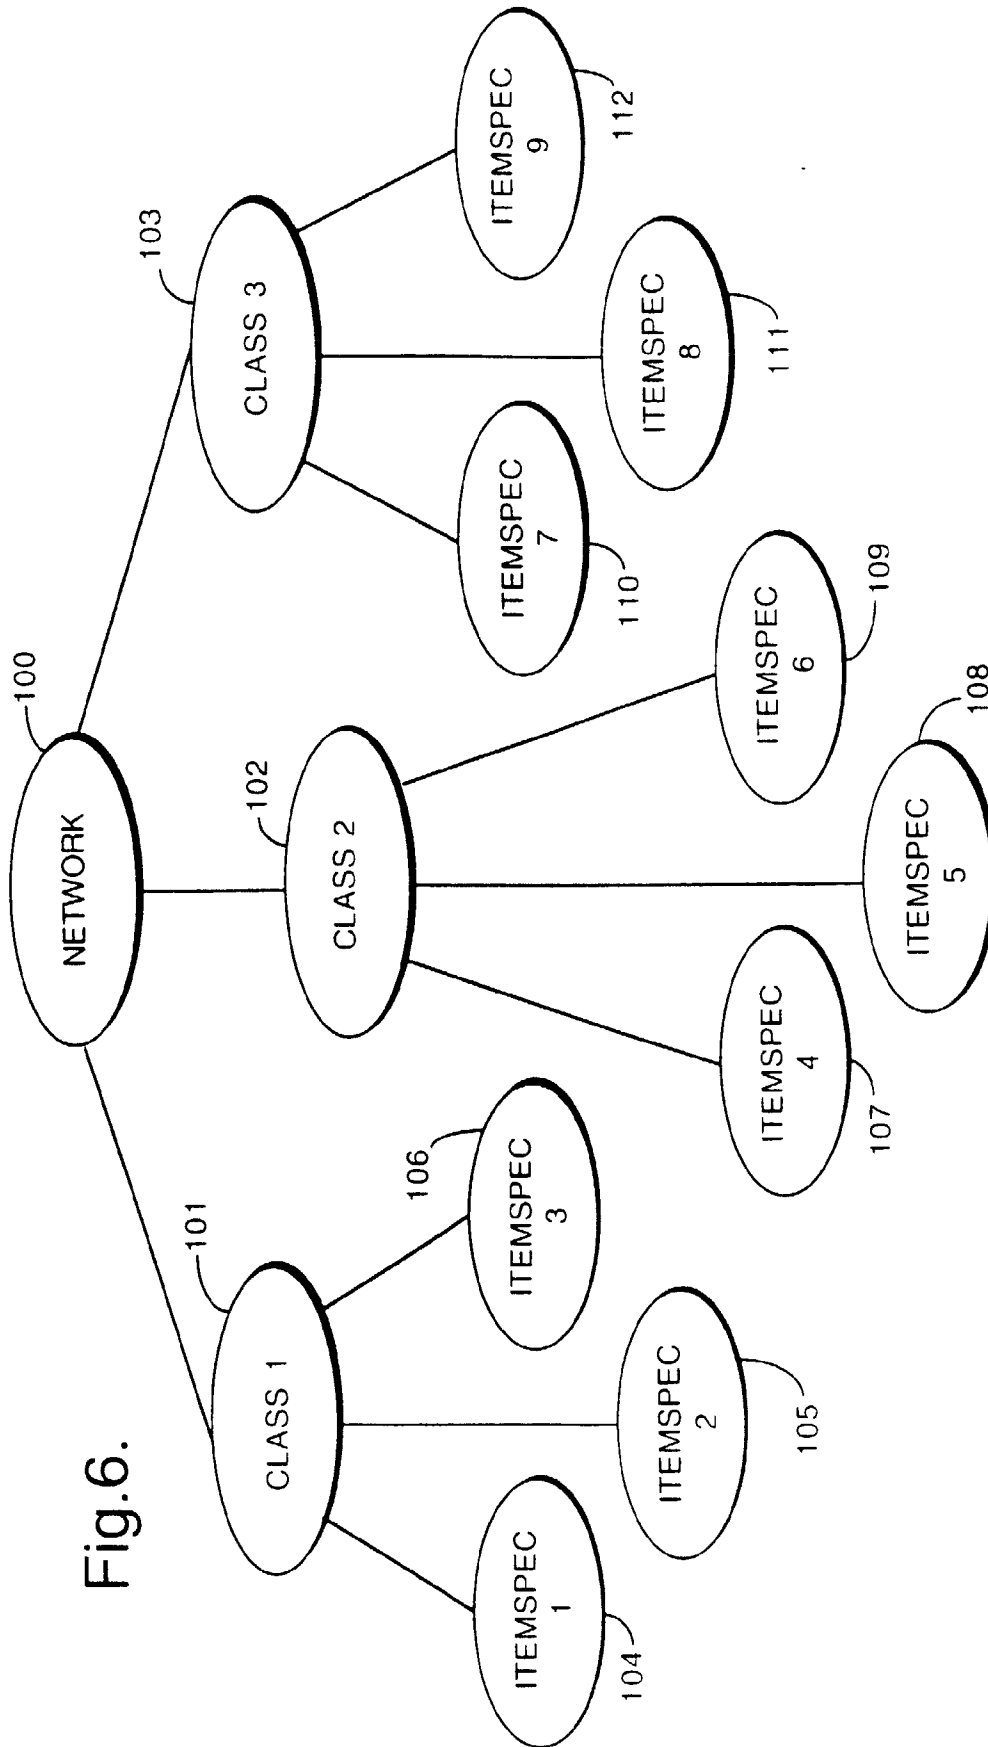 Fig.6.
NETWORK
100
CLASS 1
101
CLASS 2
102
CLASS 3
103
ITEMSPEC
1
104
ITEMSPEC
2
105
ITEMSPEC
3
106
ITEMSPEC
4
107
ITEMSPEC
5
108
ITEMSPEC
6
109
ITEMSPEC
7
110
ITEMSPEC
8
111
ITEMSPEC
9
112